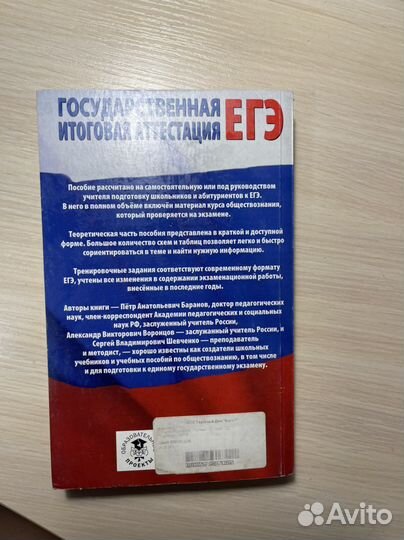 ГОСУДАРСТВЕННАЯ
ИТОГОВАЯ АТТЕСТАЦИЯ
ЕГЭ
Пособие рассчитано на самостоятельную или под руководством
учителя подготовку школьников и абитуриентов к ЕГЭ.
В него в полном объёме включён материал курса обществознания,
который проверяется на экзамене.
Теоретическая часть пособия представлена в краткой и доступной
форме. Большое количество схем и таблиц позволяет легко и быстро
сориентироваться в теме и найти нужную информацию.
Тренировочные задания соответствуют современному формату
ЕГЭ, учтены все изменения в содержании экзаменационной работы,
внесённые в последние годы.
Авторы книги — Пётр Анатольевич Баранов, доктор педагогических
наук, член-корреспондент Академии педагогических и социальных
наук РФ, заслуженный учитель России,
Александр Викторович Воронцов — заслуженный учитель России, и
Сергей Владимирович Шевченко — преподаватель
и методист, — хорошо известны как создатели школьных
учебников и учебных пособий по обществознанию, в том числе
и для подготовки к единому государственному экзамену.
ОБРАЗОВАТЕЛЬНЫЕ
ПРОЕКТЫ
Avito